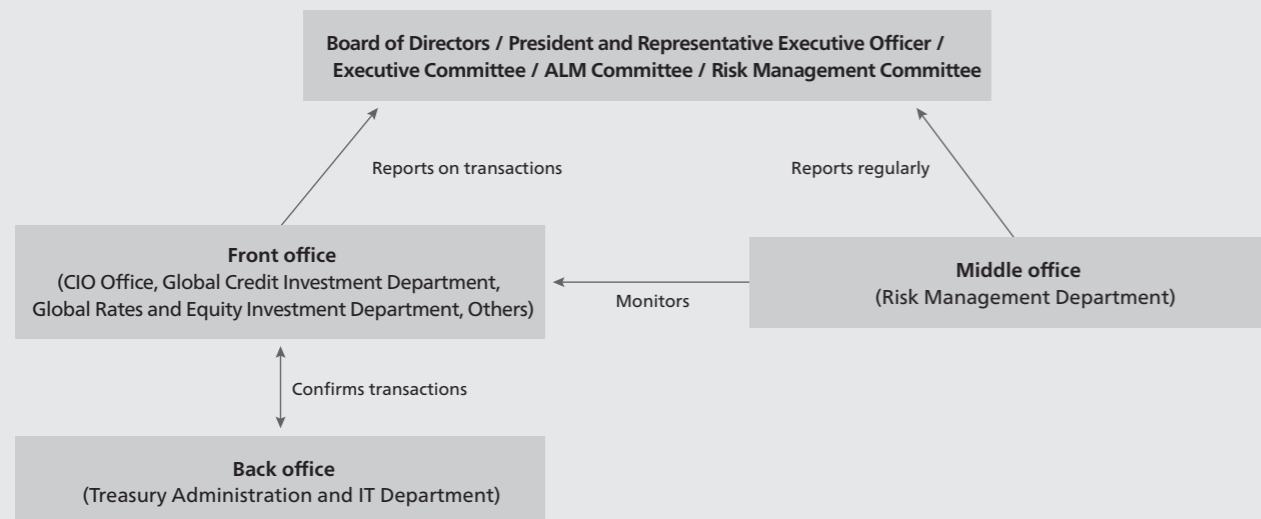 Board of Directors / President and Representative Executive Officer /
Executive Committee / ALM Committee / Risk Management Committee
Reports on transactions
Reports regularly
Front office
(CIO Office, Global Credit Investment Department,
Global Rates and Equity Investment Department, Others)
Monitors
Middle office
(Risk Management Department)
Confirms transactions
Back office
(Treasury Administration and IT Department)